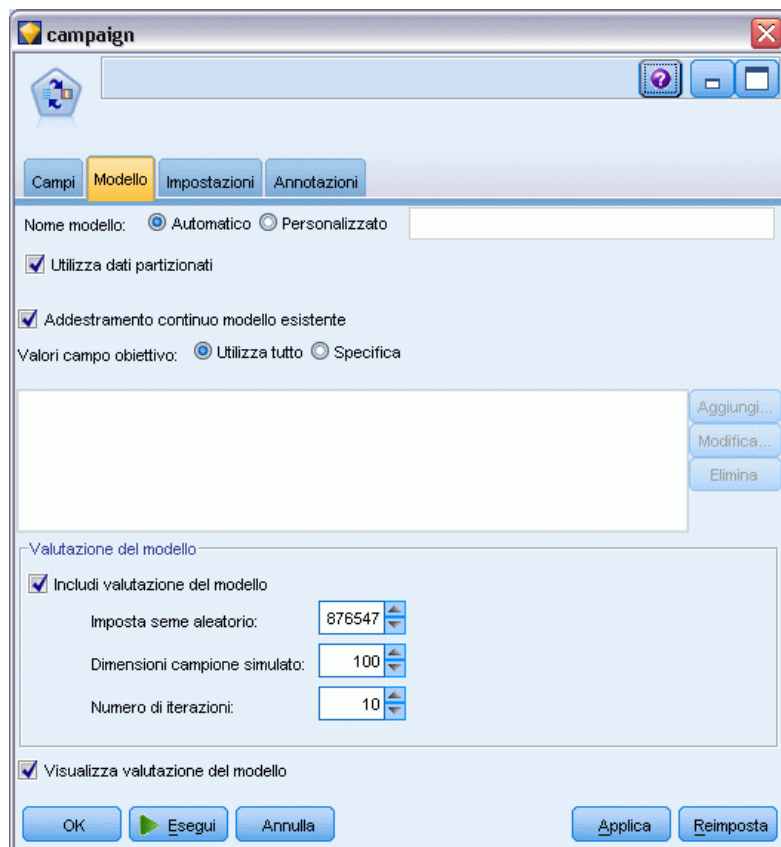 campaign
Campi Modello Impostazioni Annotazioni
Nome modello: Automatico Personalizzato
Utilizza dati partizionati
Addestramento continuo modello esistente
Valori campo obiettivo: Utilizza tutto Specifica
Aggiungi...
Modifica...
Elimina
Valutazione del modello
Includi valutazione del modello
Imposta seme aleatorio: 876547
Dimensioni campione simulato: 100
Numero di iterazioni: 10
Visualizza valutazione del modello
OK Esegui Annulla Applica Reimposta